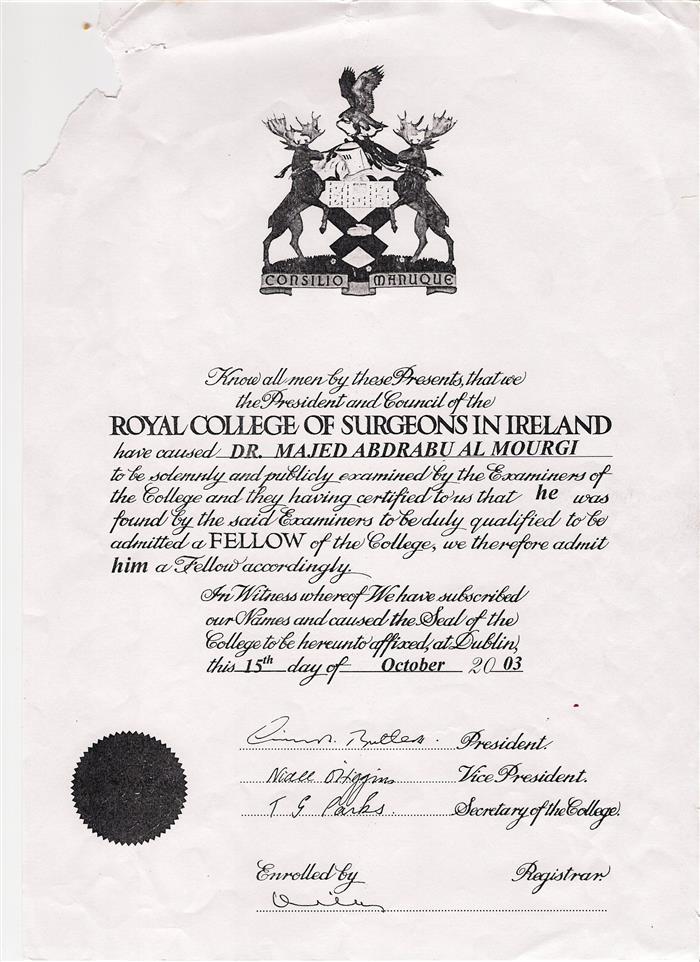 CONSILIO MANUQUE
Know all men by these Presents, that we
the President and Council of the
ROYAL COLLEGE OF SURGEONS IN IRELAND
have caused DR. MAJED ABDRABU AL MOURGI
to be solemnly and publicly examined by the Examiners of
the College and they having certified to us that he was
found by the said Examiners to be duly qualified to be
admitted a FELLOW of the College, we therefore admit
him a Fellow accordingly.
In Witness whereof We have subscribed
our Names and caused the Seal of the
College to be hereunto affixed, at Dublin,
this 15th day of October 2003
President.
Niall O'Higgins Vice President.
T G Parks. Secretary of the College.
Enrolled by Registrar.